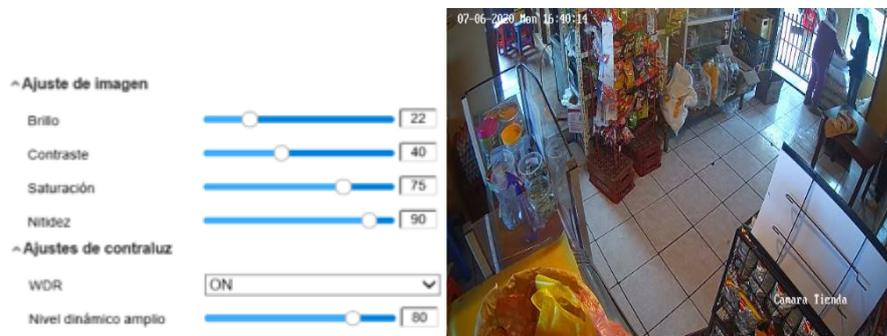 ^Ajuste de imagen
Brillo 22
Contraste 40
Saturación 75
Nitidez 90
^Ajustes de contraluz
WDR ON
Nivel dinámico amplio 80
07-06-2020 Mon 16:40:14
Camara Tienda